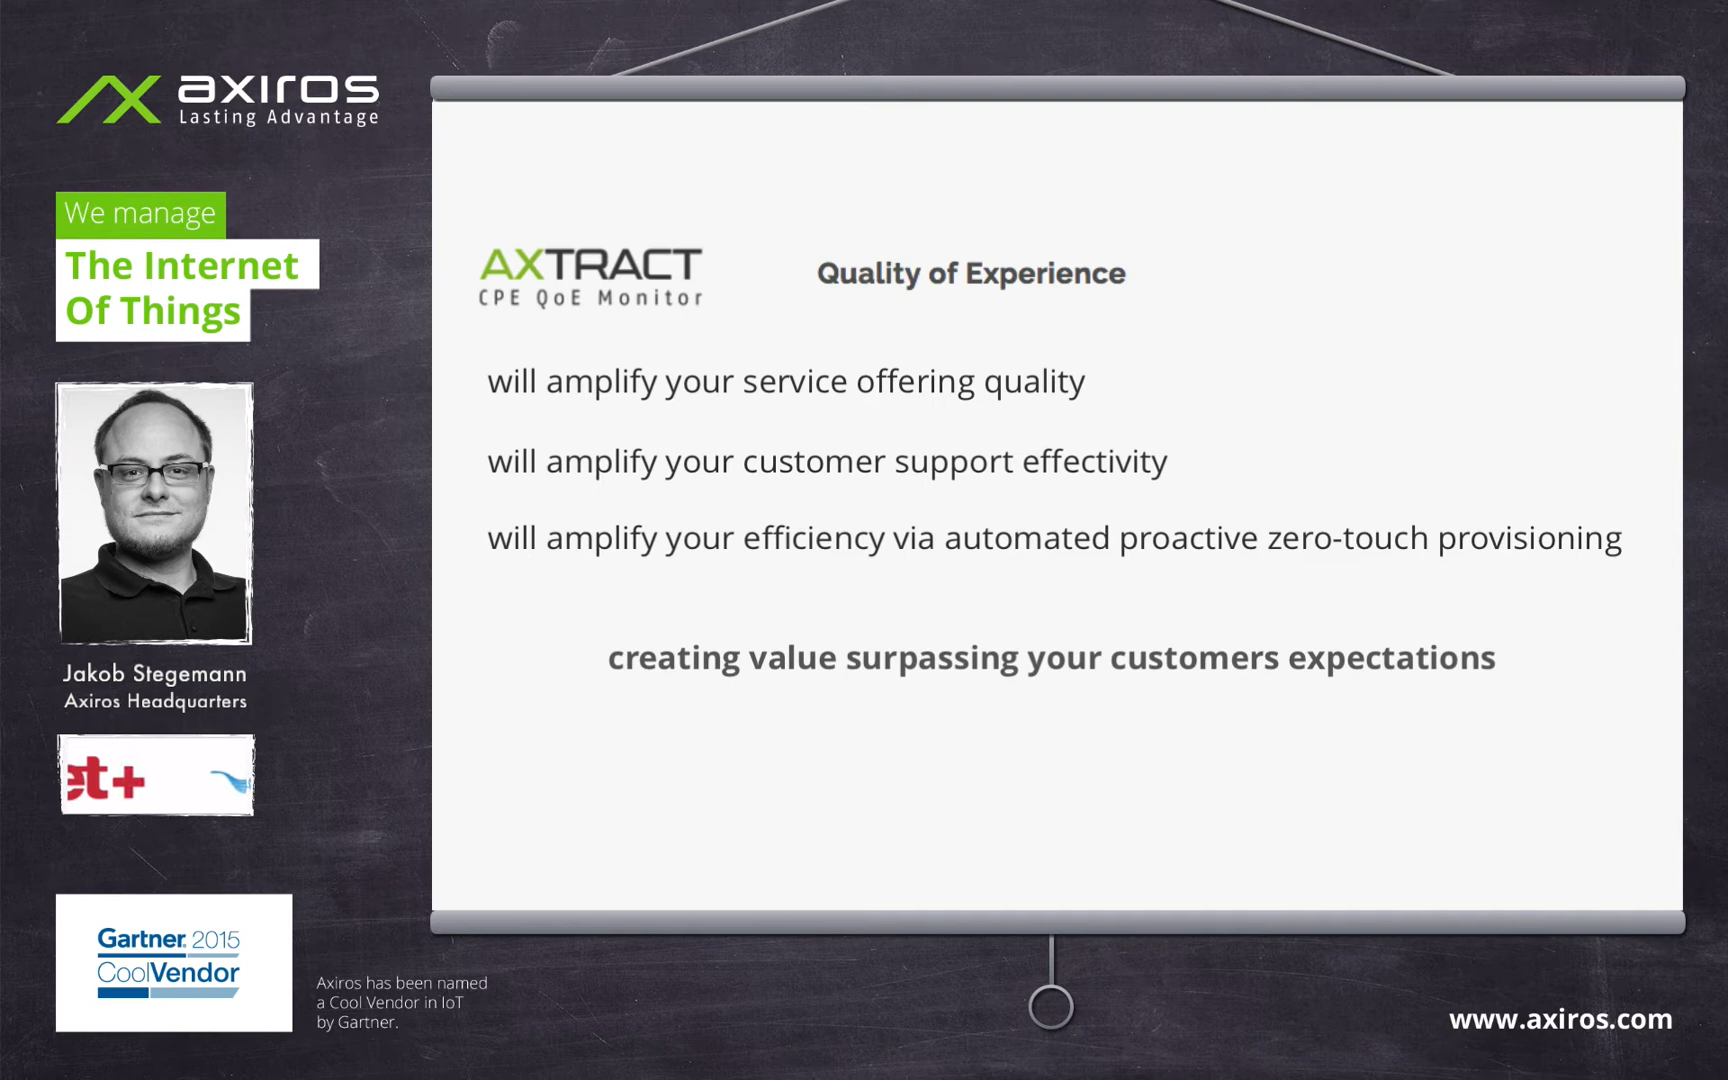 axiros
Lasting Advantage
We manage
The Internet
Of Things
Jakob Stegemann
Axiros Headquarters
et+
Gartner 2015
CoolVendor
Axiros has been named
a Cool Vendor in IoT
by Gartner.
AXTRACT
CPE QoE Monitor
Quality of Experience
will amplify your service offering quality
will amplify your customer support effectivity
will amplify your efficiency via automated proactive zero-touch provisioning
creating value surpassing your customers expectations
www.axiros.com